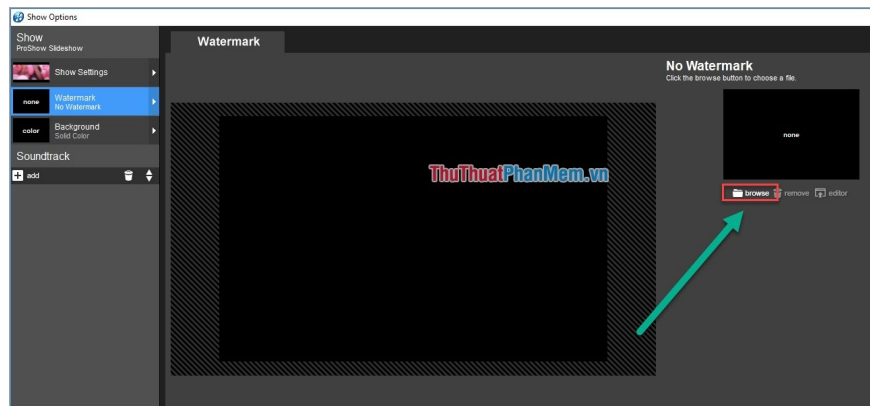 Show Options
Show
ProShow Slideshow
Show Settings
none
Watermark
No Watermark
color
Background
Solid Color
Soundtrack
add
Watermark
ThuThuatPhanMem.vn
No Watermark
Click the browse button to choose a file.
none
browse remove editor